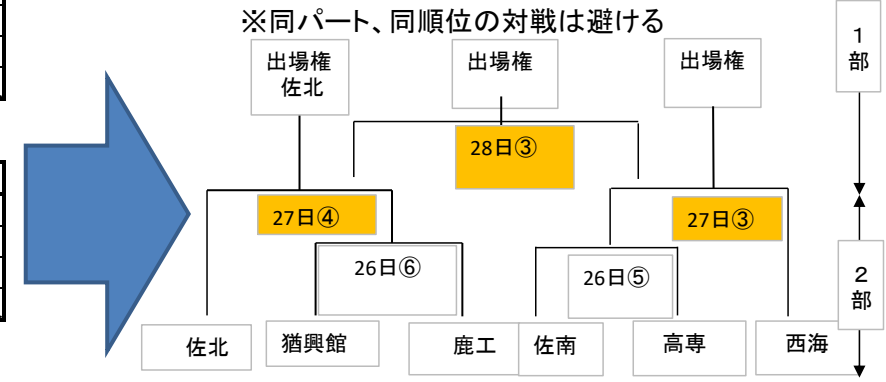 ※同パート、同順位の対戦は避ける
出場権
佐北
出場権
出場権
1
部
28日③
27日④
27日③
26日⑥
26日⑤
2
部
佐北
猶興館
鹿工
佐南
高専
西海